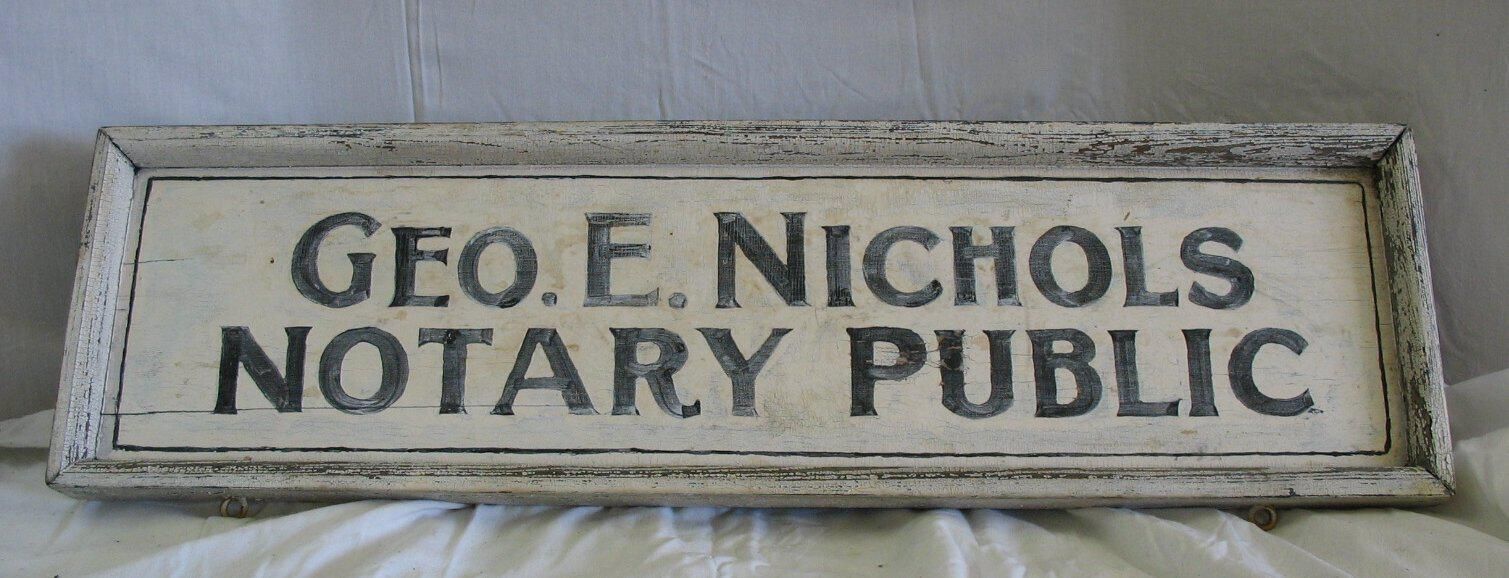 GEO. E. NICHOLS
NOTARY PUBLIC